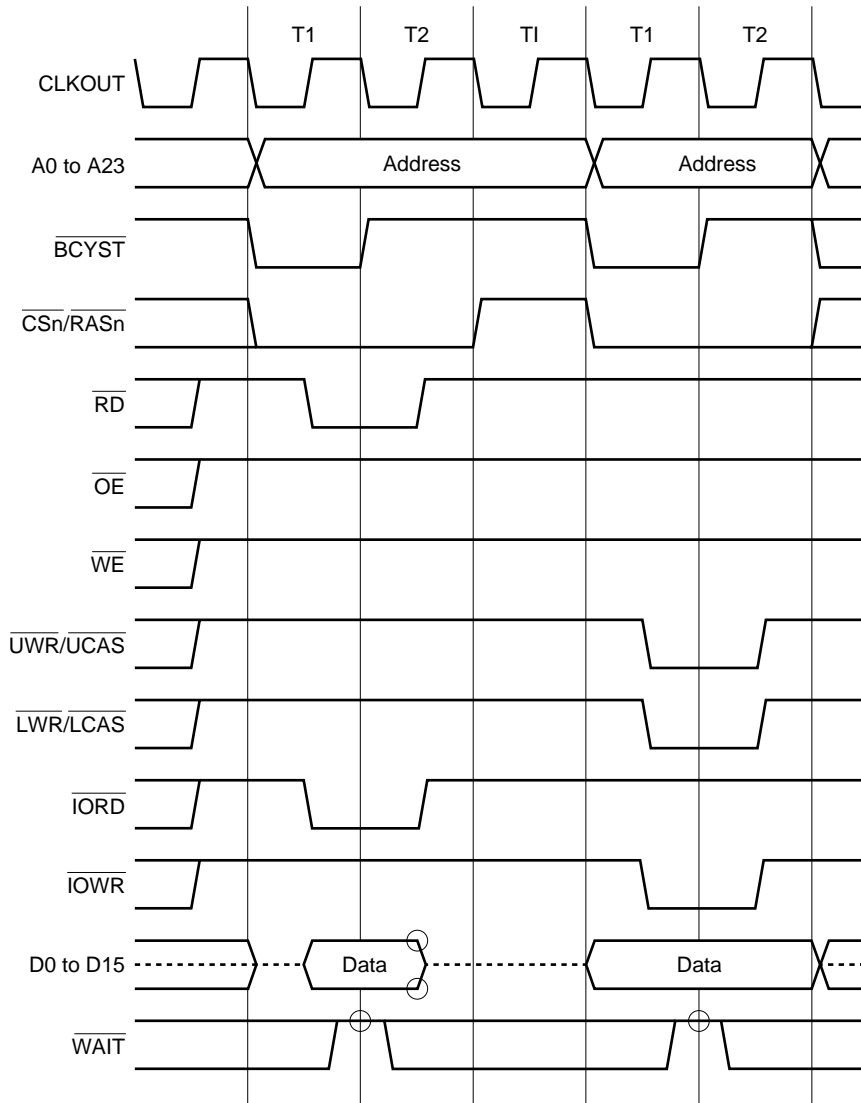 T1 T2 TI T1 T2
CLKOUT
A0 to A23 Address Address
BCYST
CSn/RASn
RD
OE
WE
UWR/UCAS
LWR/LCAS
IORD
IOWR
D0 to D15 Data Data
WAIT